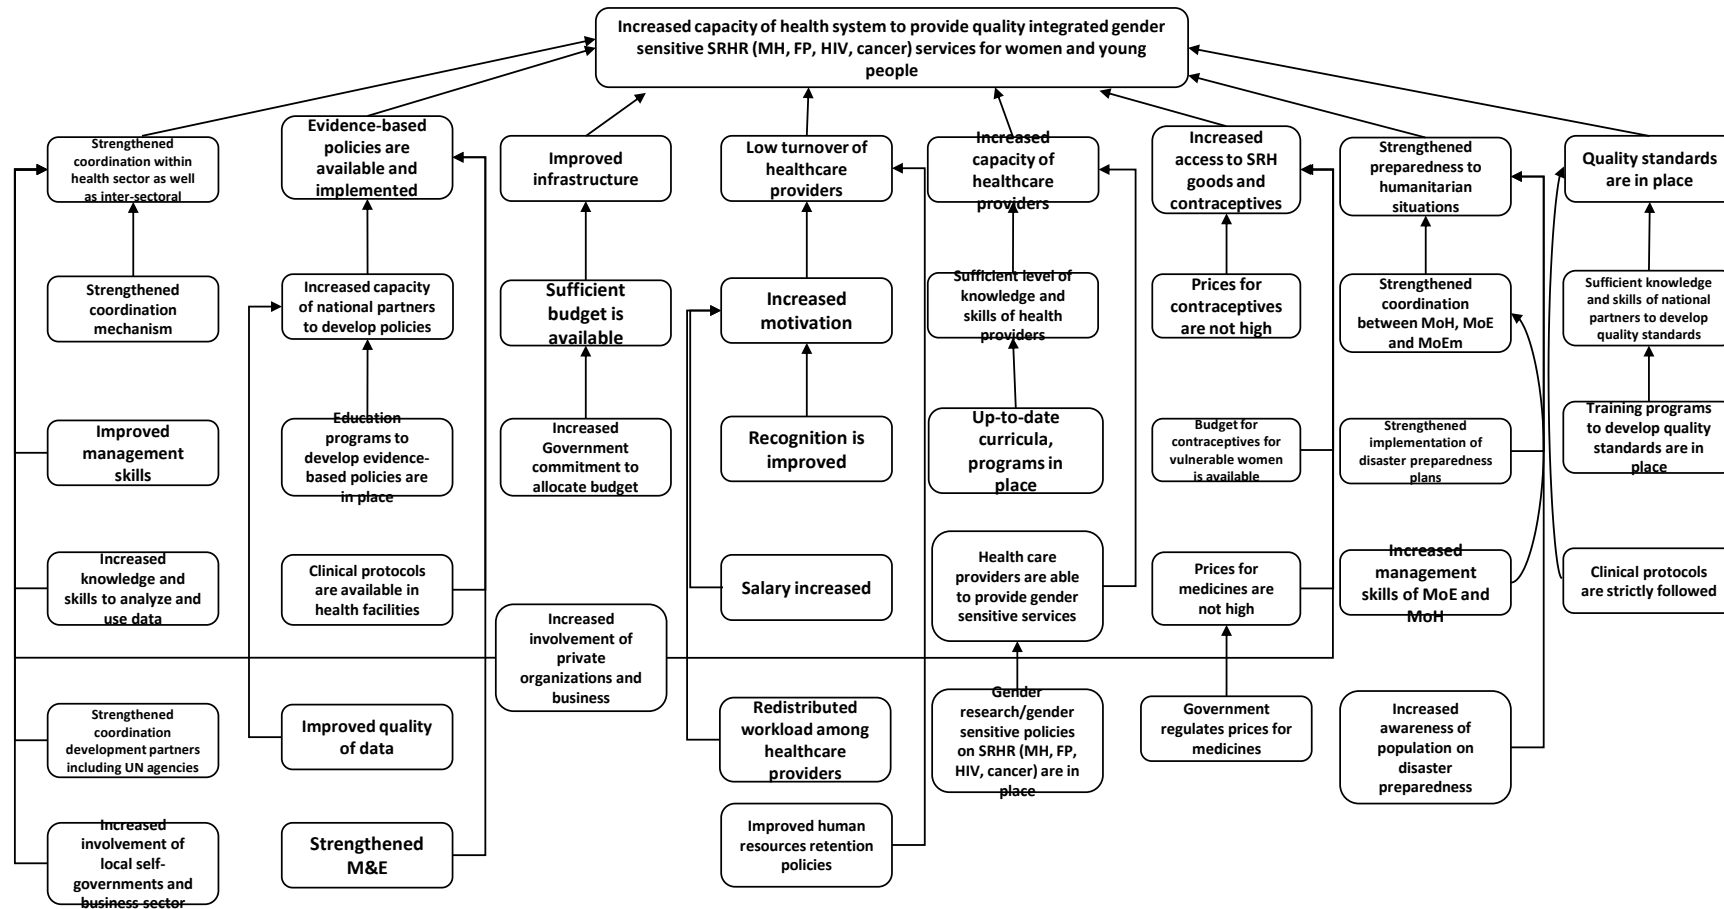 Increased capacity of health system to provide quality integrated gender
sensitive SRHR (MH, FP, HIV, cancer) services for women and young
people
Strengthened
coordination within
health sector as well
as inter-sectoral
Evidence-based
policies are
available and
implemented
Improved
infrastructure
Low turnover of
healthcare
providers
Increased
capacity of
healthcare
providers
Increased
access to SRH
goods and
contraceptives
Strengthened
preparedness to
humanitarian
situations
Quality standards
are in place
Strengthened
coordination
mechanism
Increased capacity
of national partners
to develop policies
Sufficient
budget is
available
Increased
motivation
Sufficient level of
knowledge and
skills of health
providers
Prices for
contraceptives
are not high
Strengthened
coordination
between MoH, MoE
and MoEm
Sufficient knowledge
and skills of national
partners to develop
quality standards
Improved
management
skills
Education
programs to
develop evidence-
based policies are
in place
Increased
Government
commitment to
allocate budget
Recognition is
improved
Up-to-date
curricula,
programs in
place
Budget for
contraceptives for
vulnerable women
is available
Strengthened
implementation of
disaster preparedness
plans
Training programs
to develop quality
standards are in
place
Increased
knowledge and
skills to analyze and
use data
Clinical protocols
are available in
health facilities
Increased
involvement of
private
organizations and
business
Salary increased
Health care
providers are able
to provide gender
sensitive services
Prices for
medicines are
not high
Increased
management
skills of MoE and
MoH
Clinical protocols
are strictly followed
Strengthened
coordination
development partners
including UN agencies
Improved quality
of data
Redistributed
workload among
healthcare
providers
Gender
research/gender
sensitive policies
on SRHR (MH, FP,
HIV, cancer) are in
place
Government
regulates prices for
medicines
Increased
awareness of
population on
disaster
preparedness
Increased
involvement of
local self-
governments and
business sector
Strengthened
M&E
Improved human
resources retention
policies